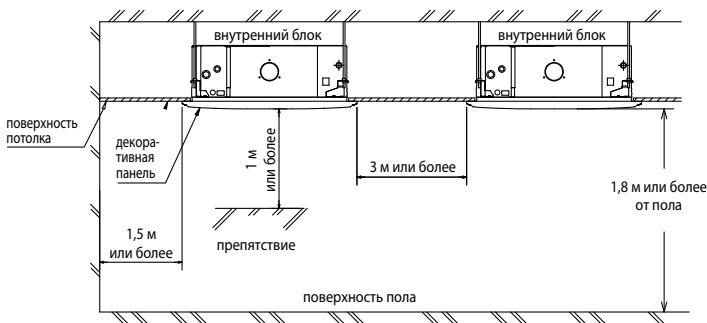 внутренний блок
внутренний блок
поверхность
потолка
декора-
тивная
панель
1 м
или более
3 м или более
1,8 м или более
от пола
1,5 м
или более
препятствие
поверхность пола